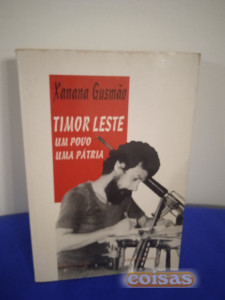 Xanana Gusmão
TIMOR LESTE
UM POVO
UMA PÁTRIA
coisas